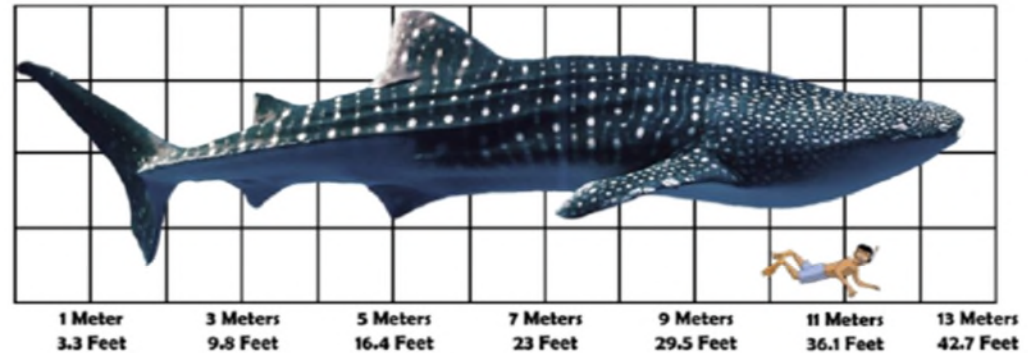 1 Meter 3 Meters 5 Meters 7 Meters 9 Meters 11 Meters 13 Meters
3.3 Feet 9.8 Feet 16.4 Feet 23 Feet 29.5 Feet 36.1 Feet 42.7 Feet